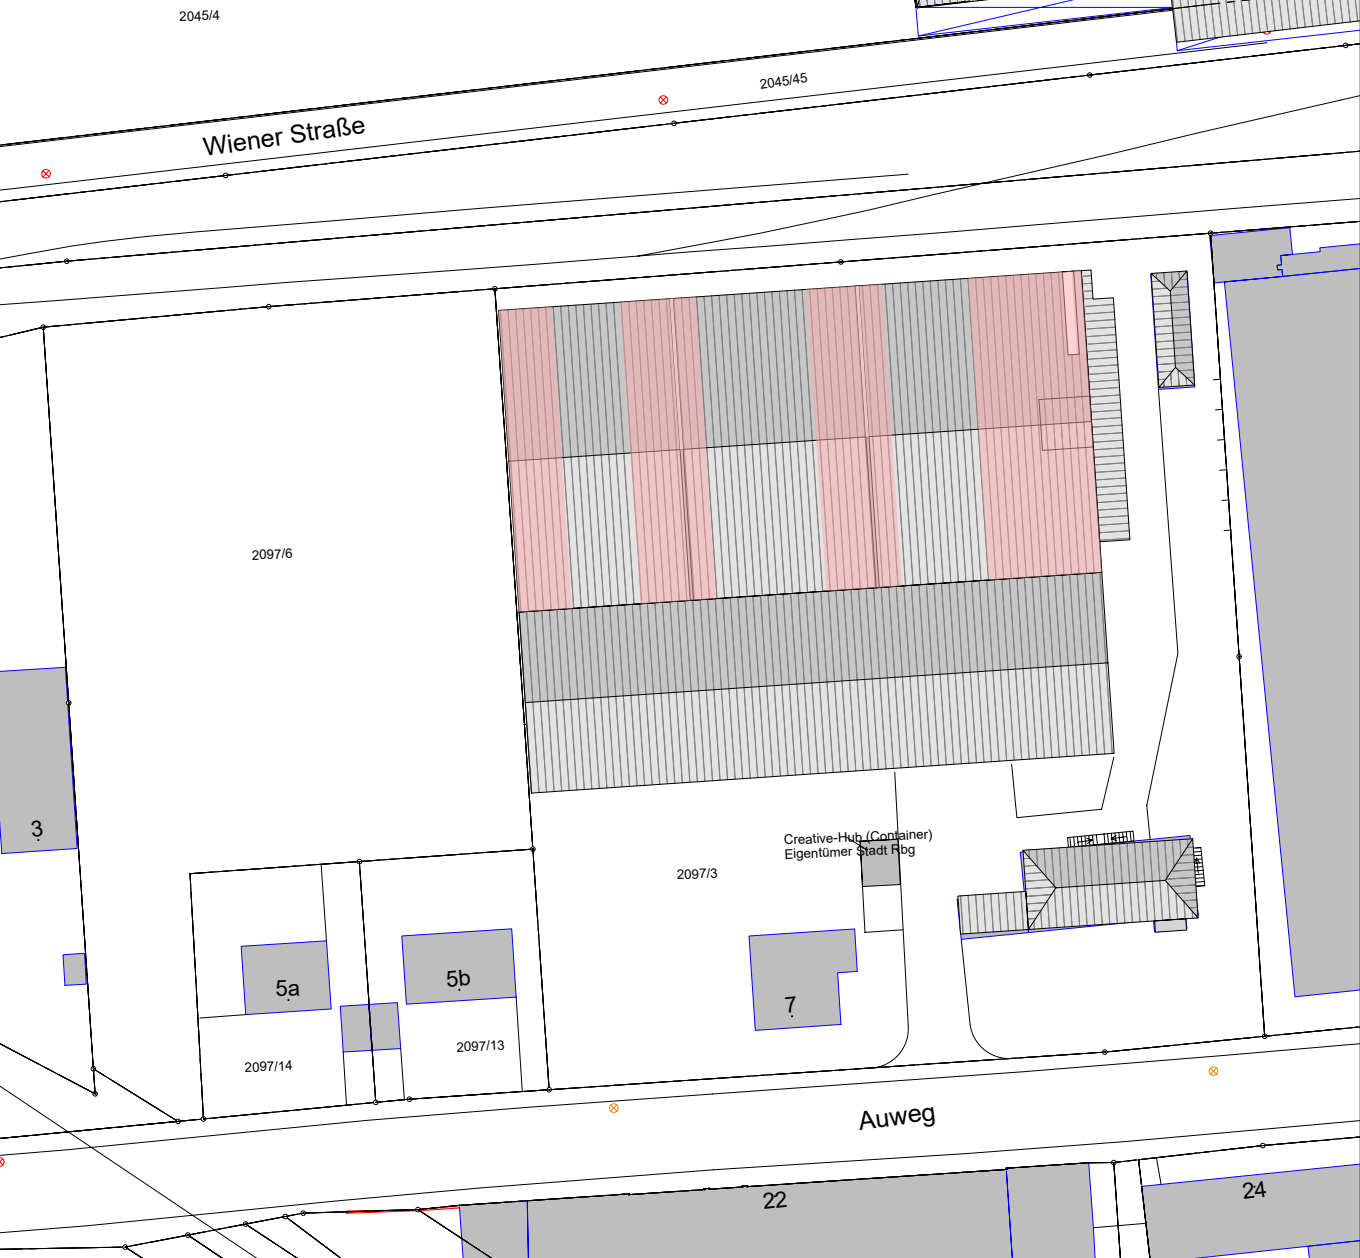 2045/4
2045/45
Wiener Straße
2097/6
3
Creative-Hub (Container)
Eigentümer Stadt Rbg
2097/3
5a
5b
7
2097/14
2097/13
Auweg
22
24